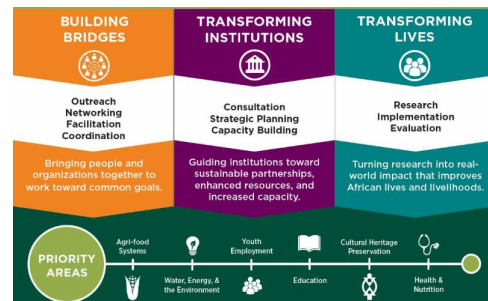 BUILDING
BRIDGES
Outreach
Networking
Facilitation
Coordination
Bringing people and
organizations together to
work toward common goals.
TRANSFORMING
INSTITUTIONS
Consultation
Strategic Planning
Capacity Building
Guiding institutions toward
sustainable partnerships,
enhanced resources, and
increased capacity.
TRANSFORMING
LIVES
Research
Implementation
Evaluation
Turning research into real-
world impact that improves
African lives and livelihoods.
PRIORITY
AREAS
Agri-food
Systems
Water, Energy, &
the Environment
Youth
Employment
Education
Cultural Heritage
Preservation
Health &
Nutrition